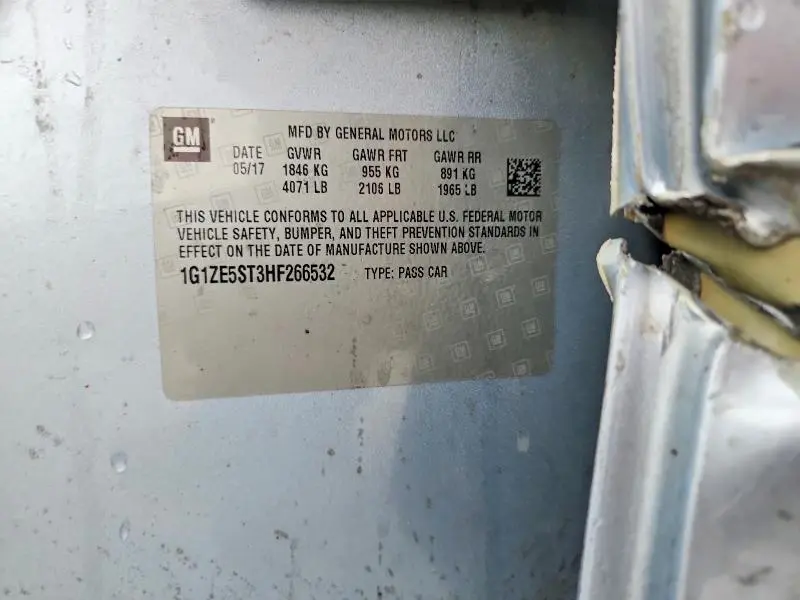 GM
MFD BY GENERAL MOTORS LLC
DATE GVWR GAWR FRT GAWR RR
05/17 1846 KG 955 KG 891 KG
4071 LB 2106 LB 1965 LB
THIS VEHICLE CONFORMS TO ALL APPLICABLE U.S. FEDERAL MOTOR
VEHICLE SAFETY, BUMPER, AND THEFT PREVENTION STANDARDS IN
EFFECT ON THE DATE OF MANUFACTURE SHOWN ABOVE.
1G1ZE5ST3HF266532 TYPE: PASS CAR